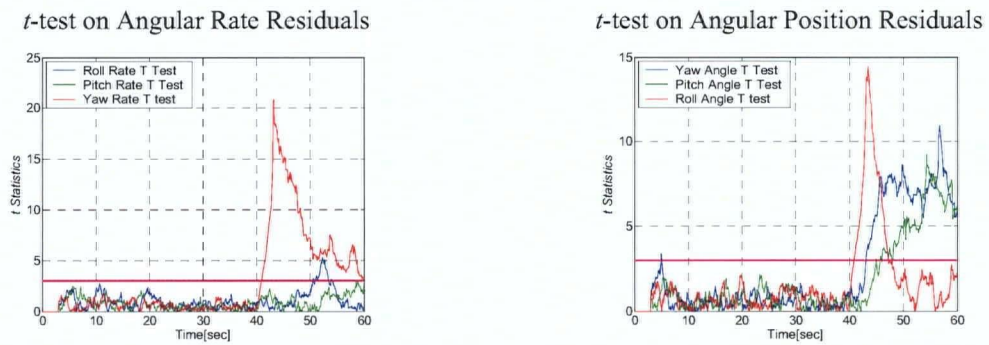 t-test on Angular Rate Residuals
25
20
15
10
5
0
t Statistics
Roll Rate T Test
Pitch Rate T Test
Yaw Rate T test
0 10 20 30 40 50 60
Time[sec]
t-test on Angular Position Residuals
15
10
5
0
t Statistics
Yaw Angle T Test
Pitch Angle T Test
Roll Angle T test
0 10 20 30 40 50 60
Time[sec]